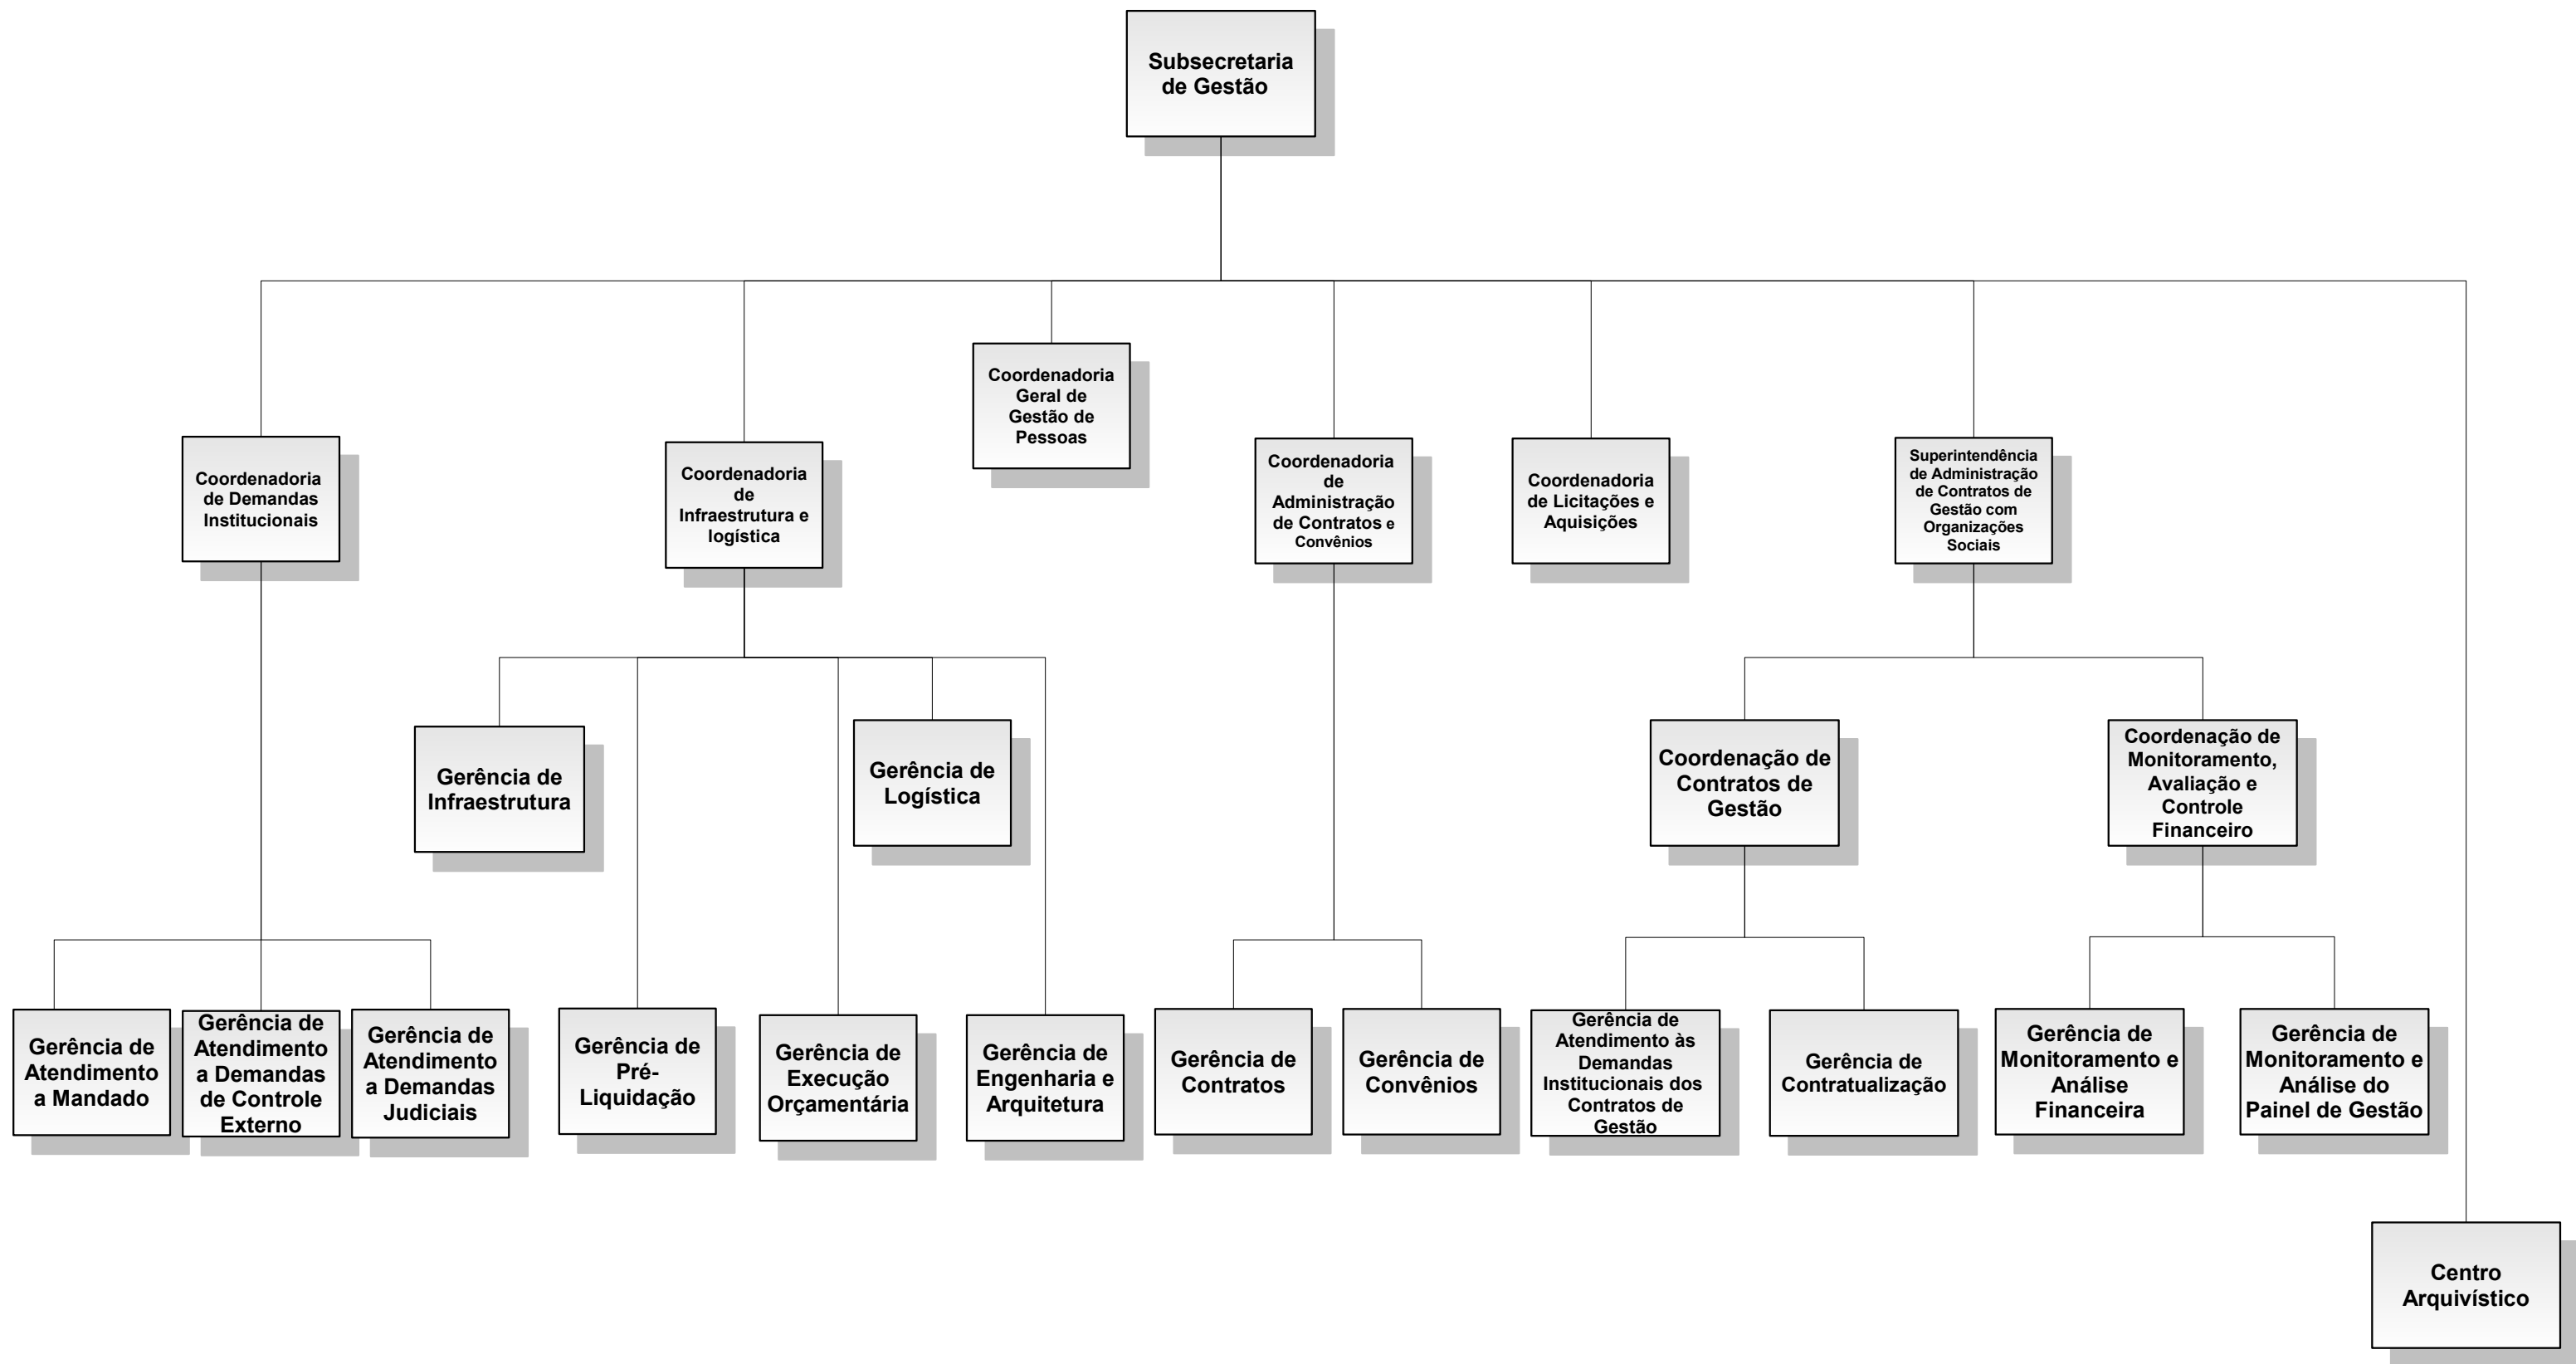 Subsecretaria
de Gestão
Coordenadoria
Geral de
Gestão de
Pessoas
Coordenadoria
de Demandas
Institucionais
Coordenadoria
de
Infraestrutura e
logística
Coordenadoria
de
Administração
de Contratos e
Convênios
Coordenadoria
de Licitações e
Aquisições
Superintendência
de Administração
de Contratos de
Gestão com
Organizações
Sociais
Gerência de
Infraestrutura
Gerência de
Logística
Coordenação de
Contratos de
Gestão
Coordenação de
Monitoramento,
Avaliação e
Controle
Financeiro
Gerência de
Atendimento
a Mandado
Gerência de
Atendimento
a Demandas
de Controle
Externo
Gerência de
Atendimento
a Demandas
Judiciais
Gerência de
Pré-
Liquidação
Gerência de
Execução
Orçamentária
Gerência de
Engenharia e
Arquitetura
Gerência de
Contratos
Gerência de
Convênios
Gerência de
Atendimento às
Demandas
Institucionais dos
Contratos de
Gestão
Gerência de
Contratualização
Gerência de
Monitoramento e
Análise
Financeira
Gerência de
Monitoramento e
Análise do
Painel de Gestão
Centro
Arquivístico